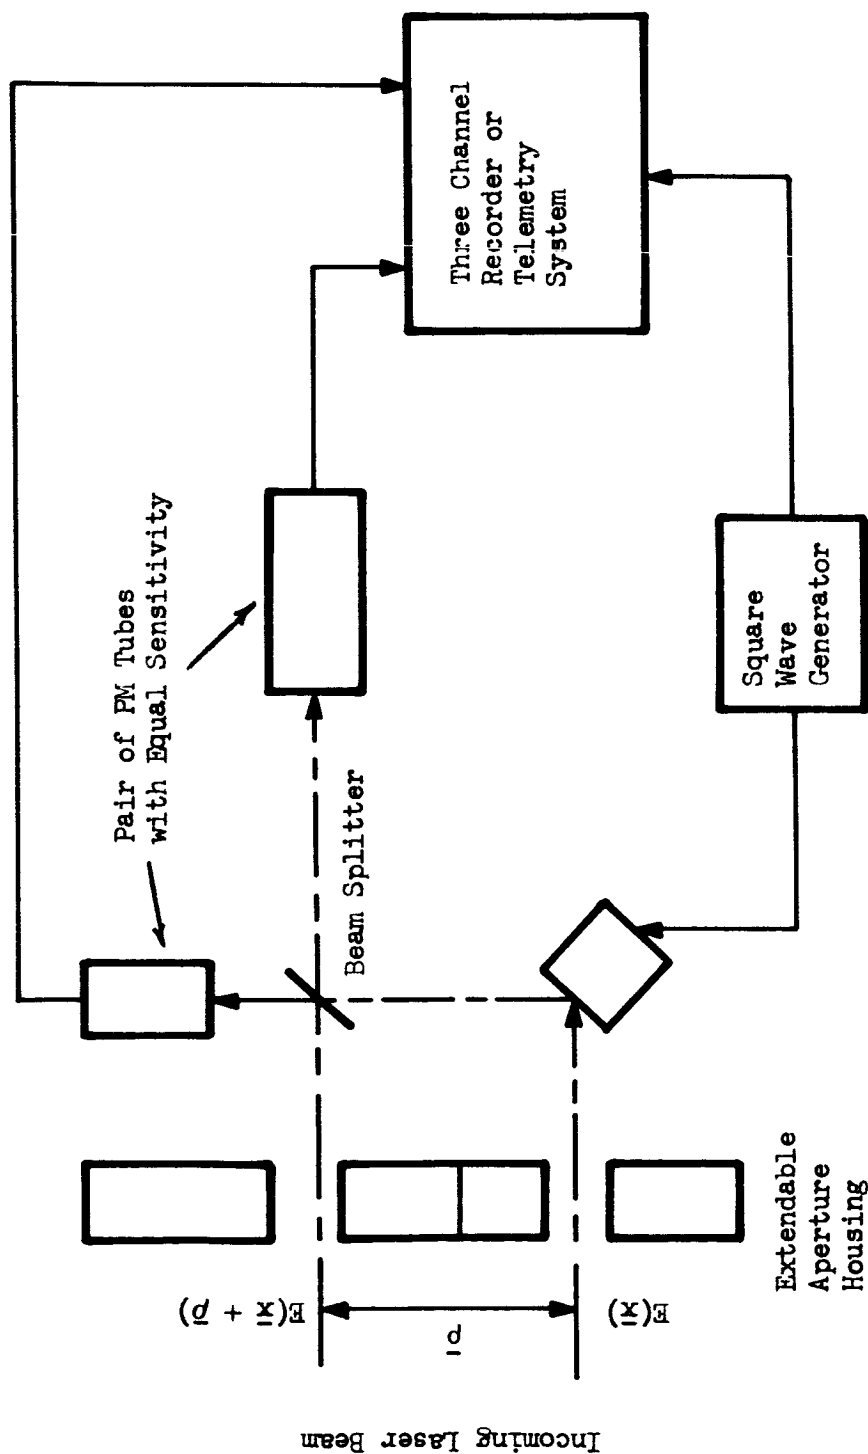 Pair of PM Tubes
with Equal Sensitivity
Three Channel
Recorder or
Telemetry
System
Beam Splitter
Square
Wave
Generator
E(x̄ + p̄)
p̄
E(x̄)
Incoming Laser Beam
Extendable
Aperture
Housing